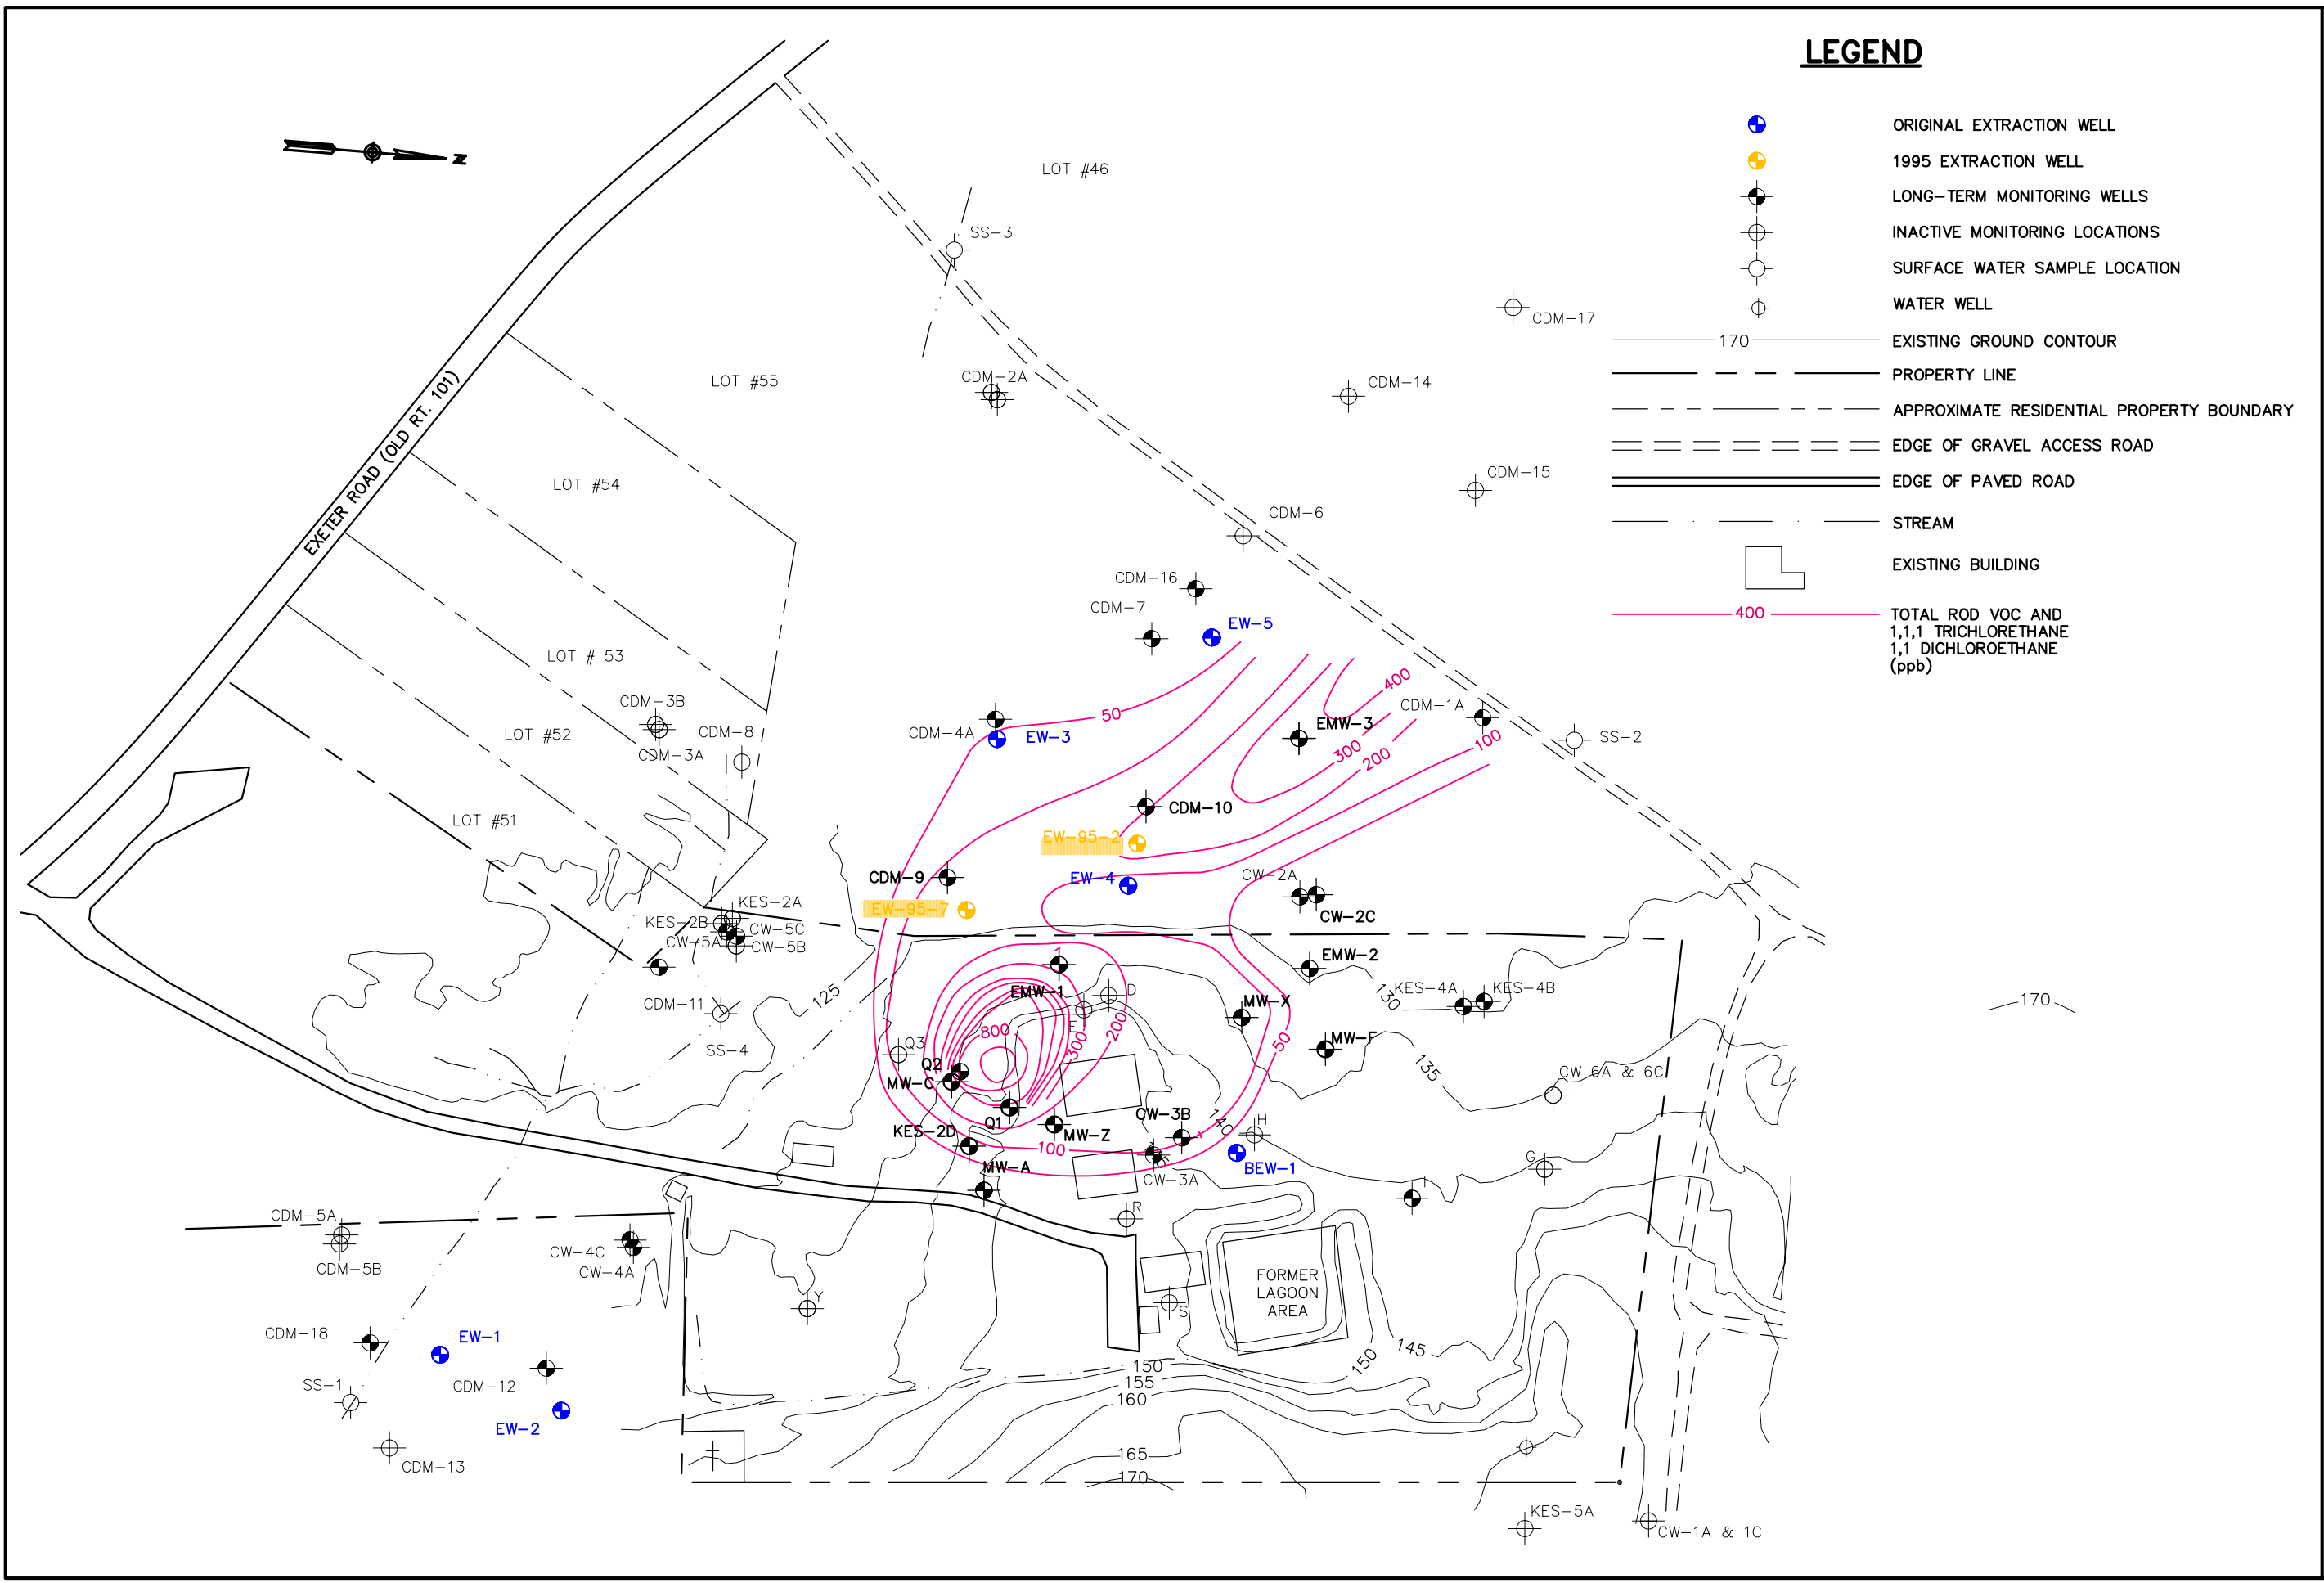 LEGEND
ORIGINAL EXTRACTION WELL
1995 EXTRACTION WELL
LONG-TERM MONITORING WELLS
INACTIVE MONITORING LOCATIONS
SURFACE WATER SAMPLE LOCATION
WATER WELL
170
EXISTING GROUND CONTOUR
PROPERTY LINE
APPROXIMATE RESIDENTIAL PROPERTY BOUNDARY
EDGE OF GRAVEL ACCESS ROAD
EDGE OF PAVED ROAD
STREAM
EXISTING BUILDING
400
TOTAL ROD VOC AND
1,1,1 TRICHLORETHANE
1,1 DICHLOROETHANE
(ppb)
N
LOT #46
SS-3
CDM-17
LOT #55
CDM-2A
CDM-14
EXETER ROAD (OLD RT. 101)
LOT #54
CDM-15
CDM-6
CDM-16
CDM-7
EW-5
LOT # 53
400
CDM-3B
CDM-1A
50
LOT #52
CDM-8
CDM-4A
EW-3
EMW-3
SS-2
CDM-3A
300
200
100
CDM-10
LOT #51
EW-95-2
CDM-9
EW-4
CW-2A
EW-95-7
CW-2C
KES-2A
KES-2B
CW-5C
CW-5A
CW-5B
EMW-2
CDM-11
125
EMW-1
D
E
MW-X
130
KES-4A
KES-4B
170
800
200
300
50
MW-F
SS-4
Q3
Q2
MW-C
135
CW 6A & 6C
Q1
CW-3B
140
H
KES-2D
MW-Z
100
MW-A
CW-3A
BEW-1
G
I
R
CDM-5A
CDM-5B
CW-4C
CW-4A
FORMER
LAGOON
AREA
Y
S
CDM-18
EW-1
145
150
SS-1
CDM-12
150
155
160
EW-2
CDM-13
165
170
KES-5A
CW-1A & 1C